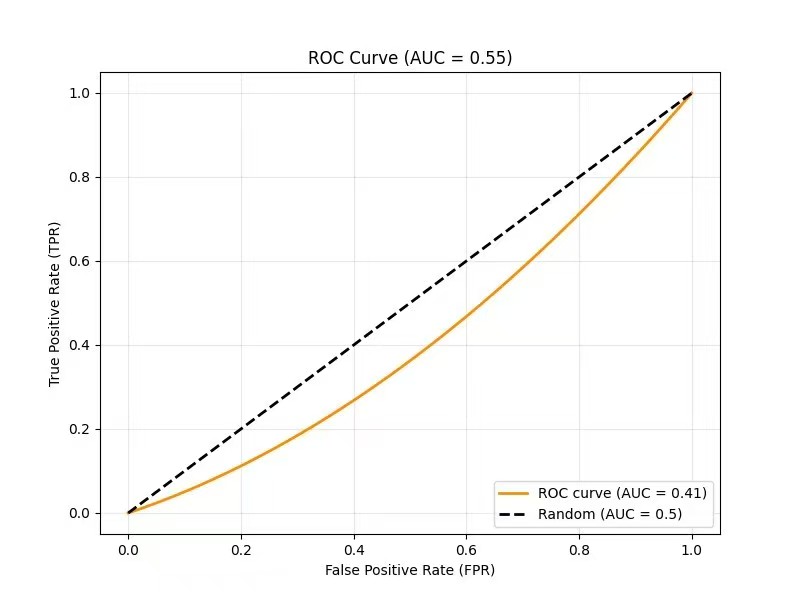 ROC Curve (AUC = 0.55)
True Positive Rate (TPR)
1.0
0.8
0.6
0.4
0.2
0.0
ROC curve (AUC = 0.41)
Random (AUC = 0.5)
0.0 0.2 0.4 0.6 0.8 1.0
False Positive Rate (FPR)